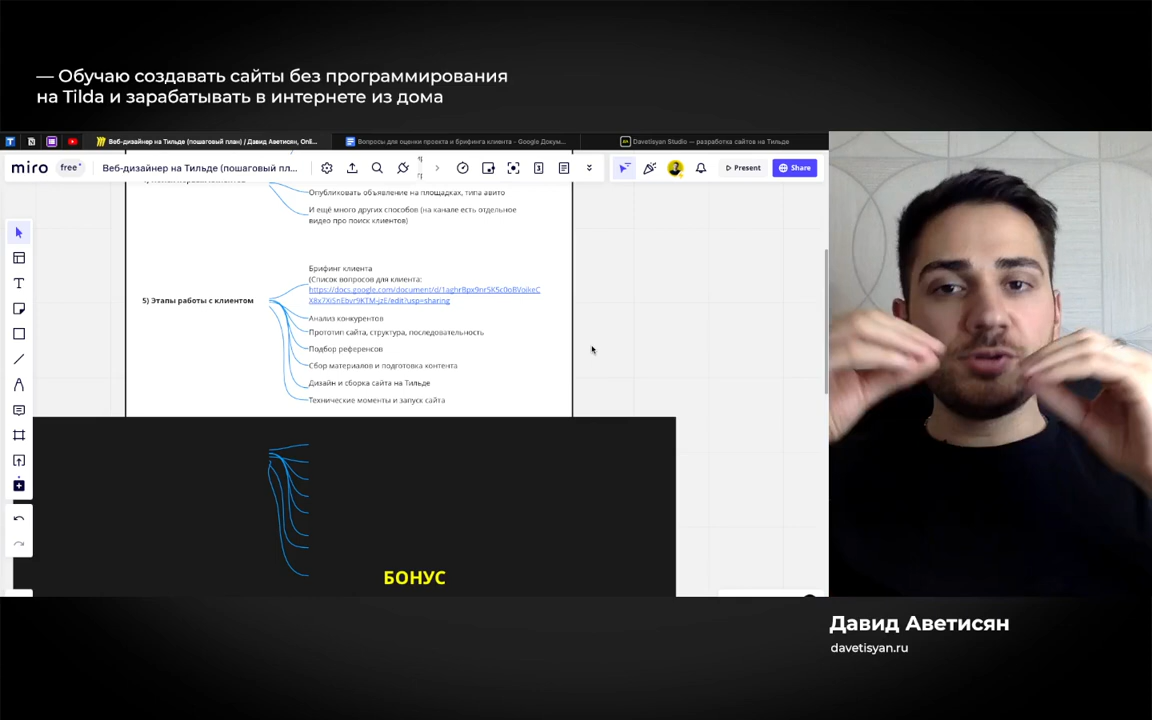 — Обучаю создавать сайты без программирования
на Tilda и зарабатывать в интернете из дома
Веб-дизайнер на Тильде (пошаговый план) / Давид Аветисян, Onl...
Вопросы для оценки проекта и брифинга клиента – Google Докум...
Davetisyan Studio — разработка сайтов на Тильде
miro
free
Веб-дизайнер на Тильде (пошаговый пл...
Present
Share
Опубликовать объявление на площадках, типа авито
И ещё много других способов (на канале есть отдельное
видео про поиск клиентов)
5) Этапы работы с клиентом
Брифинг клиента
(Список вопросов для клиента:
Анализ конкурентов
Прототип сайта, структура, последовательность
Подбор референсов
Сбор материалов и подготовка контента
Дизайн и сборка сайта на Тильде
Технические моменты и запуск сайта
БОНУС
Давид Аветисян
davetisyan.ru